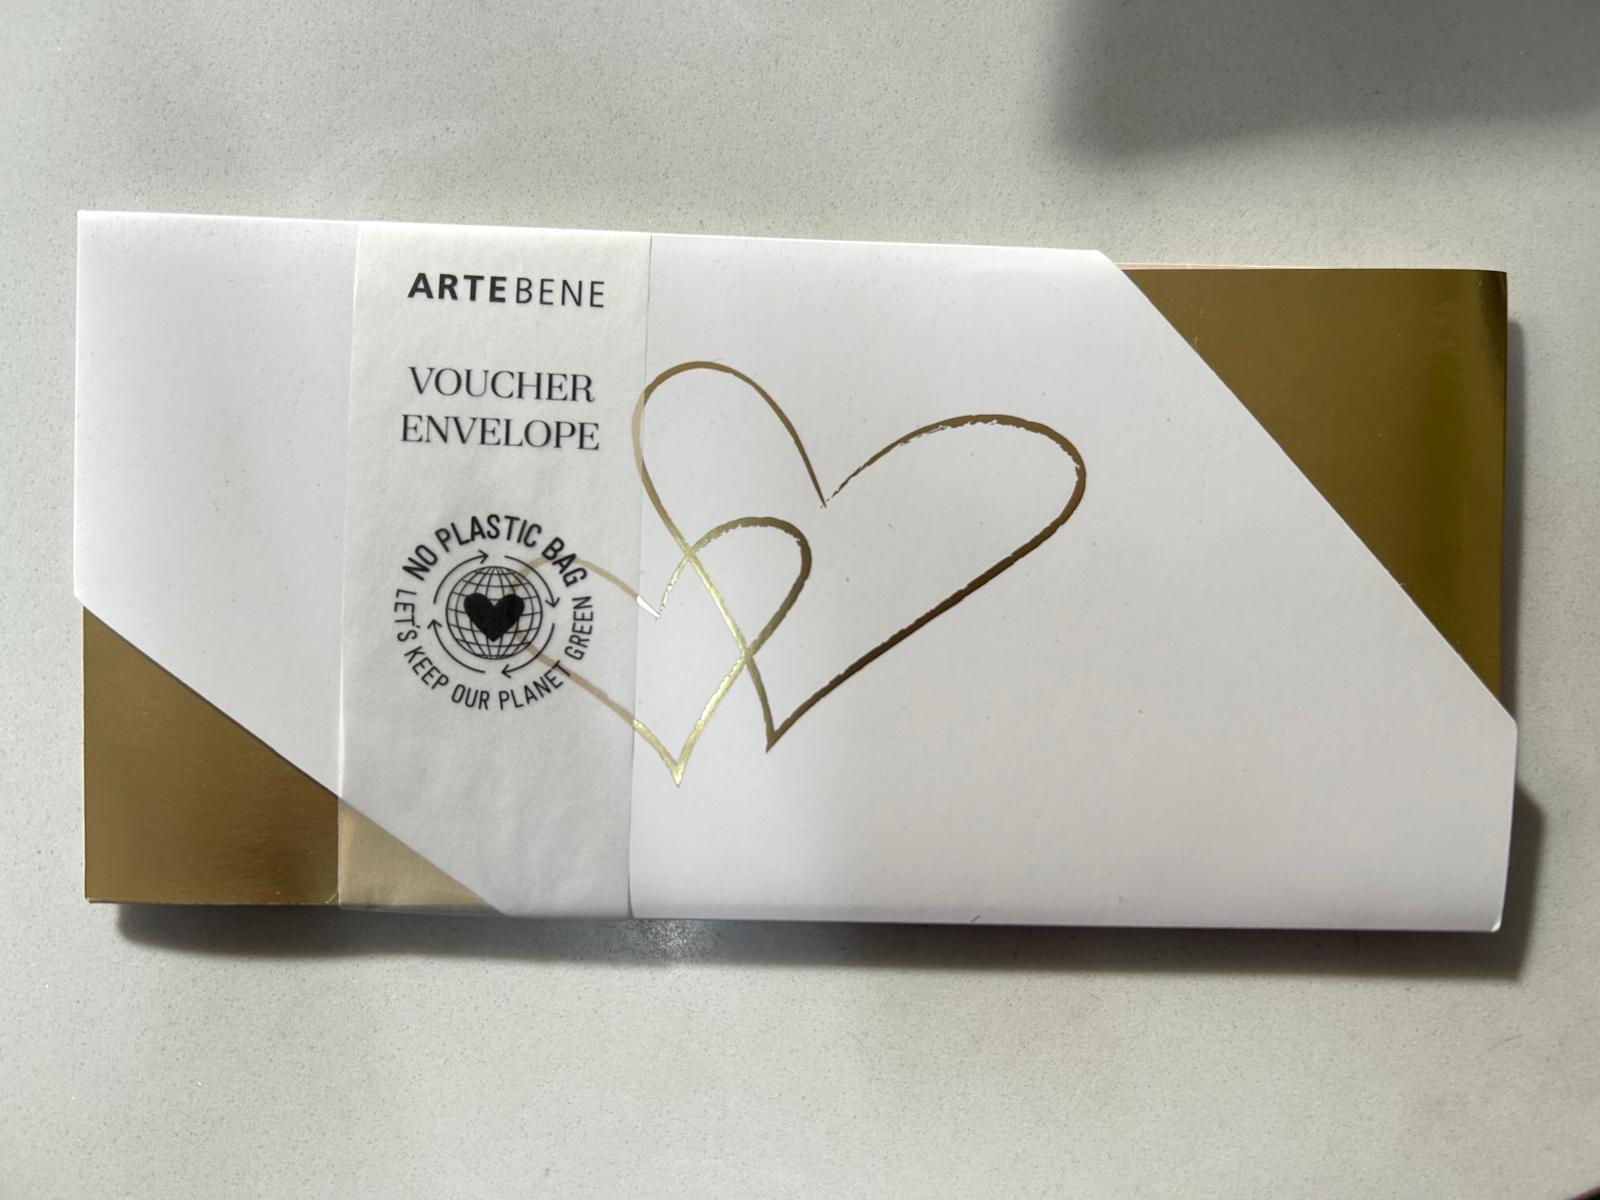 ARTEBENE
VOUCHER
ENVELOPE
NO PLASTIC BAG
LET'S KEEP OUR PLANET GREEN